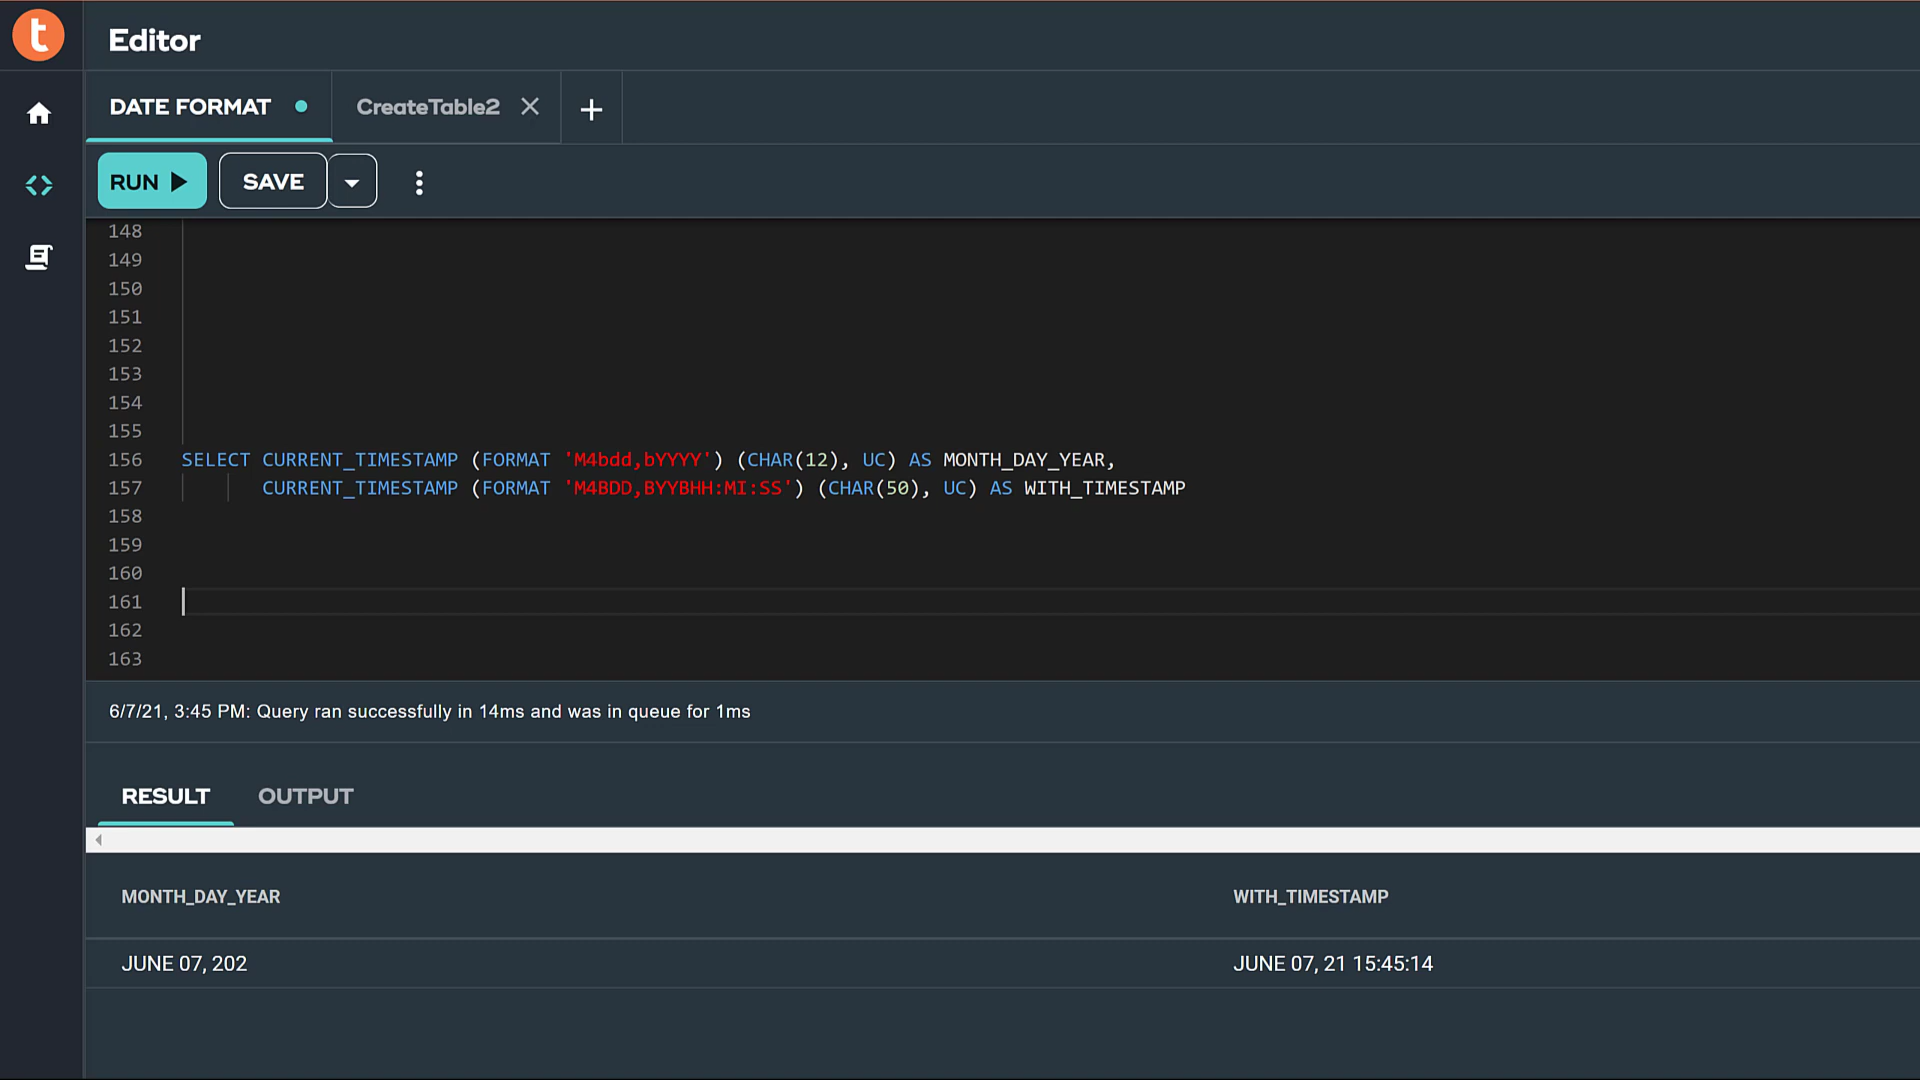 t
Editor
DATE FORMAT
CreateTable2
RUN
SAVE
148
149
150
151
152
153
154
155
156 SELECT CURRENT_TIMESTAMP (FORMAT 'M4bdd,bYYYY') (CHAR(12), UC) AS MONTH_DAY_YEAR,
157 CURRENT_TIMESTAMP (FORMAT 'M4BDD,BYYBHH:MI:SS') (CHAR(50), UC) AS WITH_TIMESTAMP
158
159
160
161
162
163
6/7/21, 3:45 PM: Query ran successfully in 14ms and was in queue for 1ms
RESULT OUTPUT
MONTH_DAY_YEAR WITH_TIMESTAMP
JUNE 07, 202 JUNE 07, 21 15:45:14